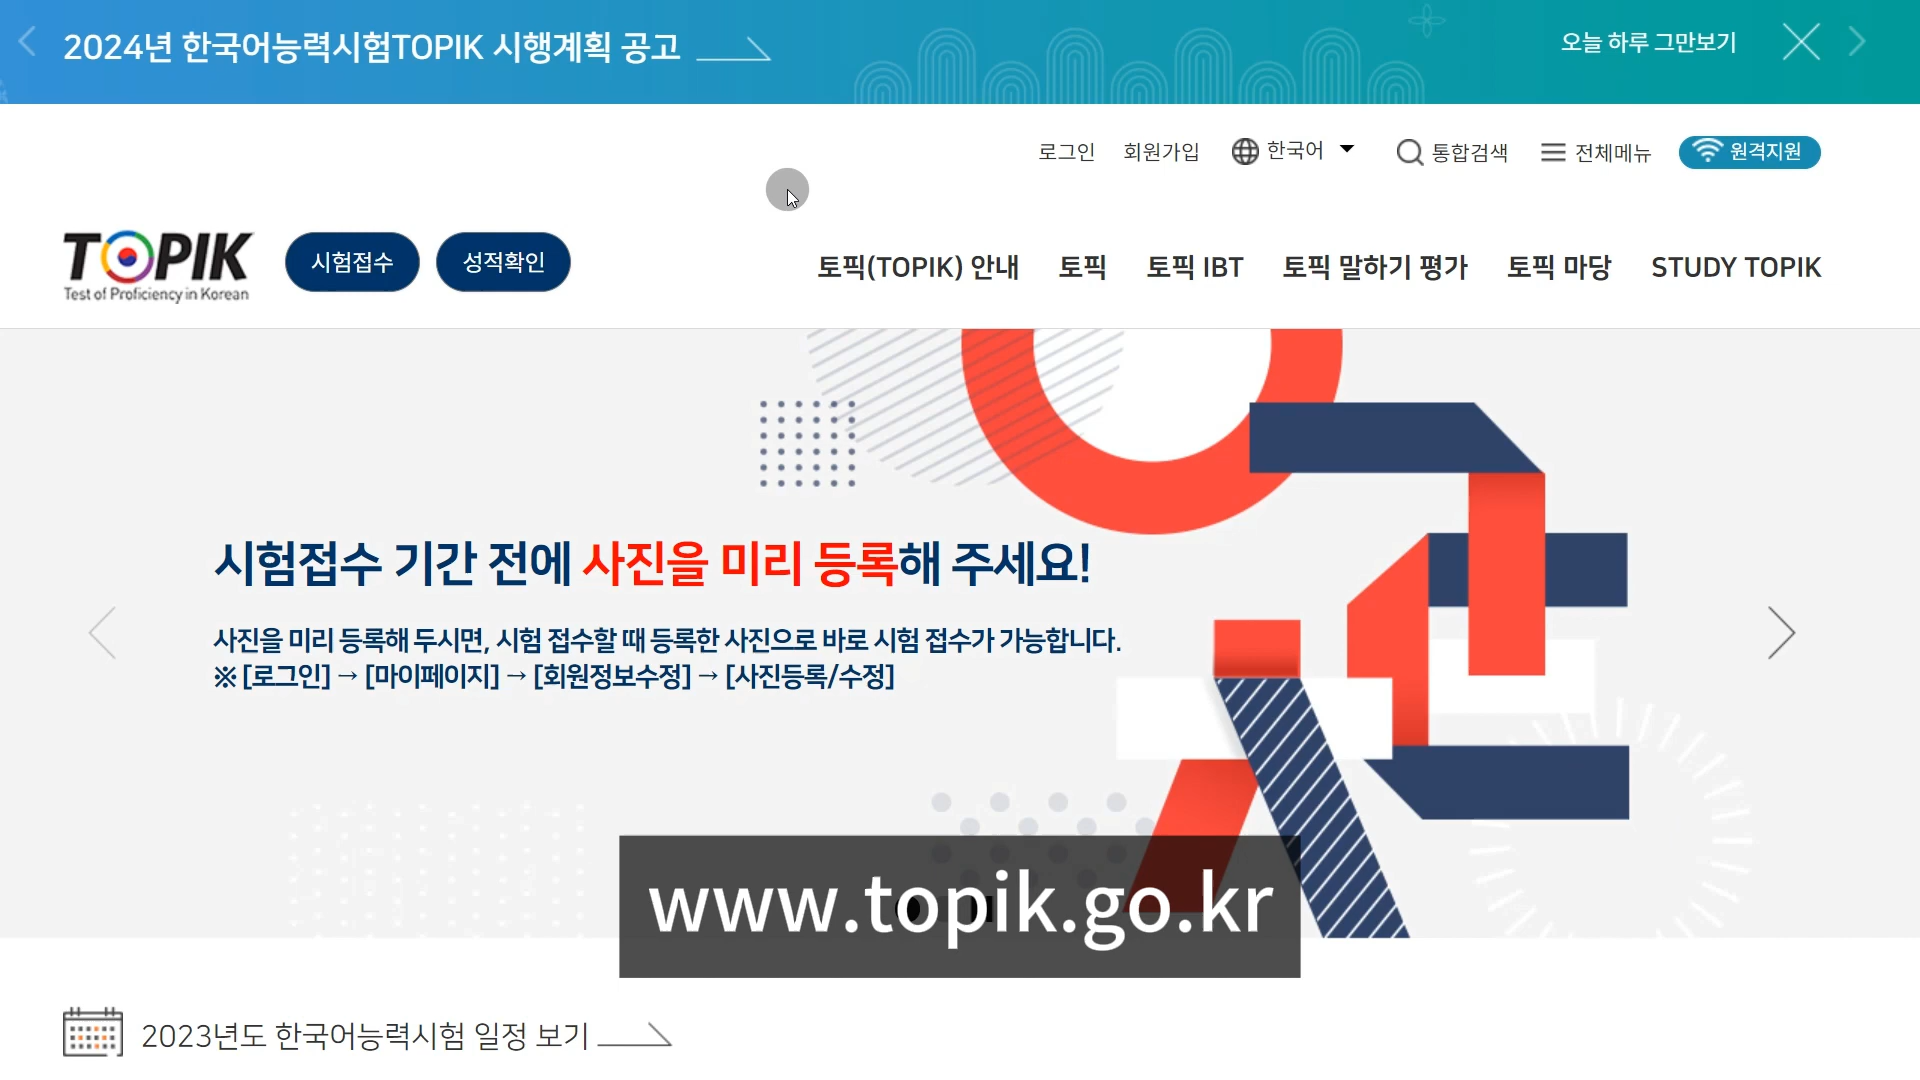 2024년 한국어능력시험TOPIK 시행계획 공고
오늘 하루 그만보기
로그인 회원가입 한국어 통합검색 전체메뉴 원격지원
TOPIK
Test of Proficiency in Korean
시험접수 성적확인
토픽(TOPIK) 안내 토픽 토픽 IBT 토픽 말하기 평가 토픽 마당 STUDY TOPIK
시험접수 기간 전에 사진을 미리 등록해 주세요!
사진을 미리 등록해 두시면, 시험 접수할 때 등록한 사진으로 바로 시험 접수가 가능합니다.
※ [로그인] → [마이페이지] → [회원정보수정] → [사진등록/수정]
www.topik.go.kr
2023년도 한국어능력시험 일정 보기